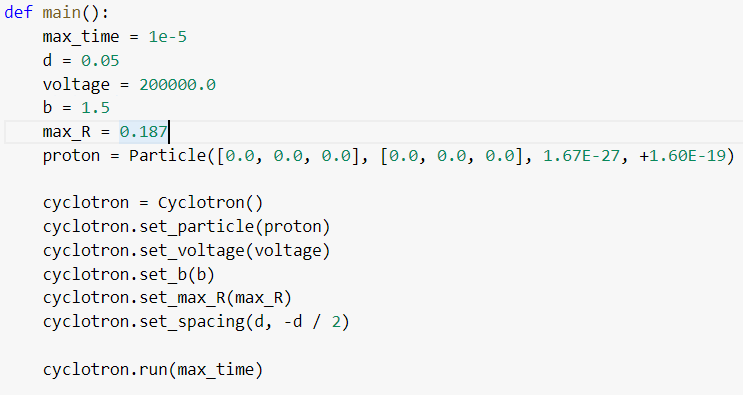 def main():
    max_time = 1e-5
    d = 0.05
    voltage = 200000.0
    b = 1.5
    max_R = 0.187
    proton = Particle([0.0, 0.0, 0.0], [0.0, 0.0, 0.0], 1.67E-27, +1.60E-19)

    cyclotron = Cyclotron()
    cyclotron.set_particle(proton)
    cyclotron.set_voltage(voltage)
    cyclotron.set_b(b)
    cyclotron.set_max_R(max_R)
    cyclotron.set_spacing(d, -d / 2)

    cyclotron.run(max_time)